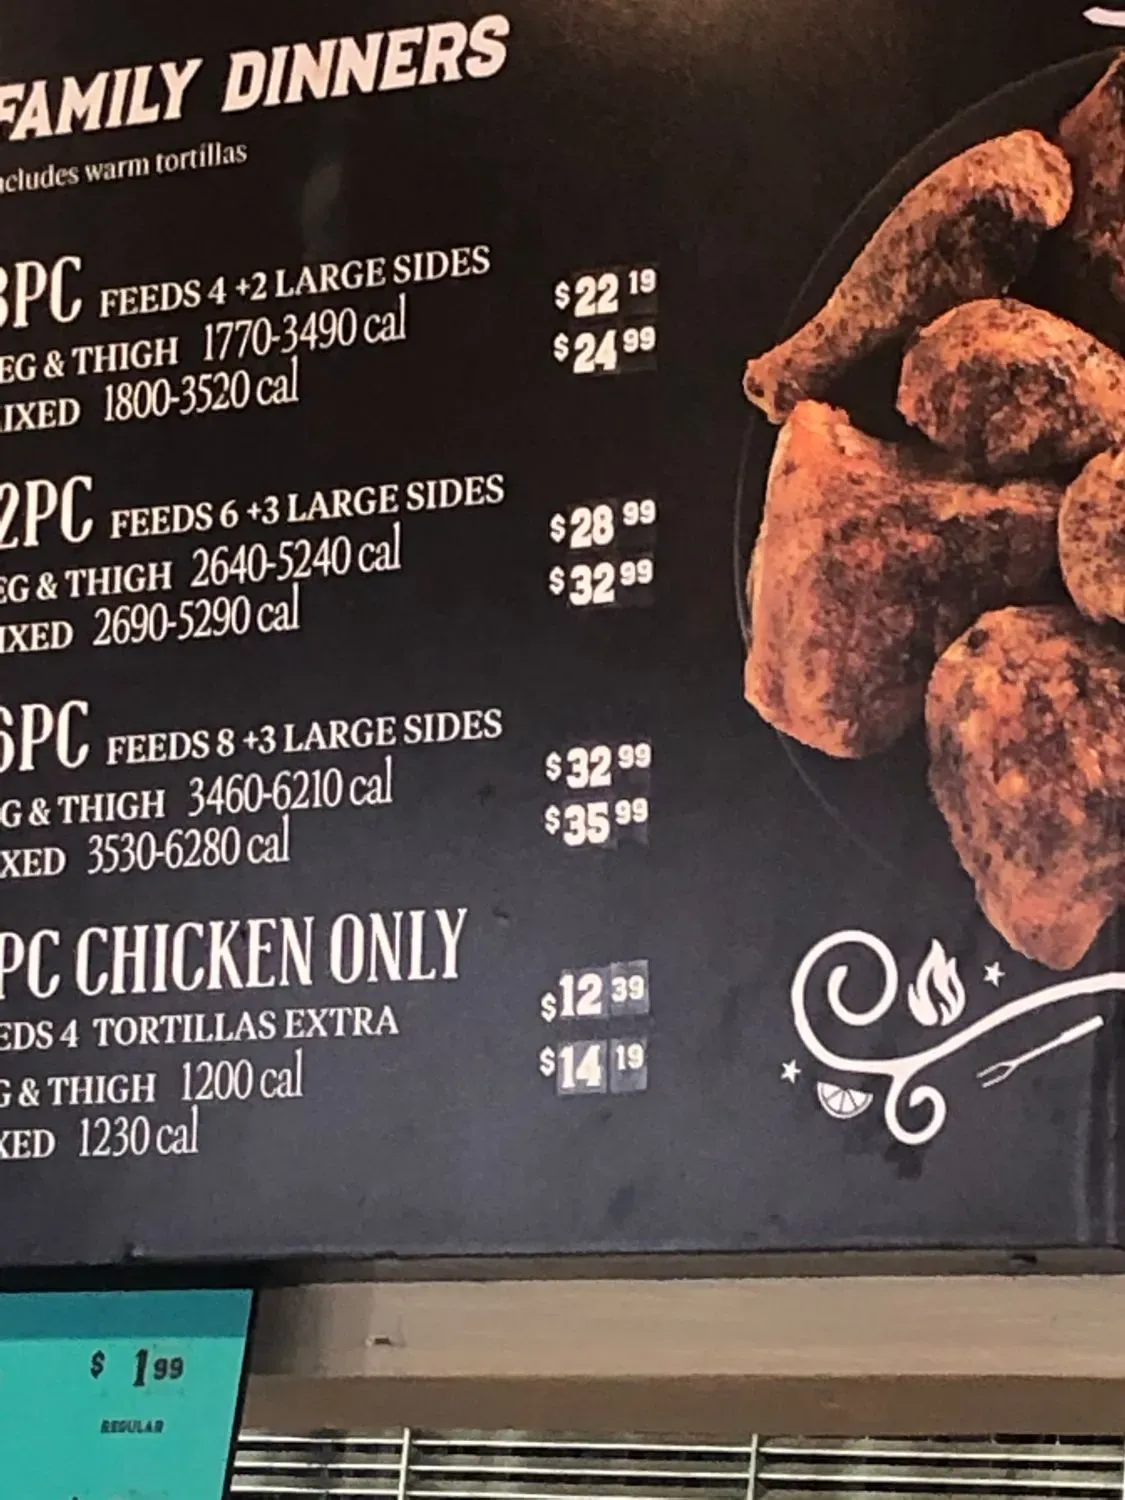 FAMILY DINNERS
ncludes warm tortillas
8PC FEEDS 4 +2 LARGE SIDES $22 19
EG & THIGH 1770-3490 cal $24 99
IXED 1800-3520 cal
2PC FEEDS 6 +3 LARGE SIDES $28 99
EG & THIGH 2640-5240 cal $32 99
IXED 2690-5290 cal
6PC FEEDS 8 +3 LARGE SIDES $32 99
G & THIGH 3460-6210 cal $35 99
XED 3530-6280 cal
PC CHICKEN ONLY $12 39
EDS 4 TORTILLAS EXTRA
G & THIGH 1200 cal $14 19
XED 1230 cal
$ 1 99
REGULAR